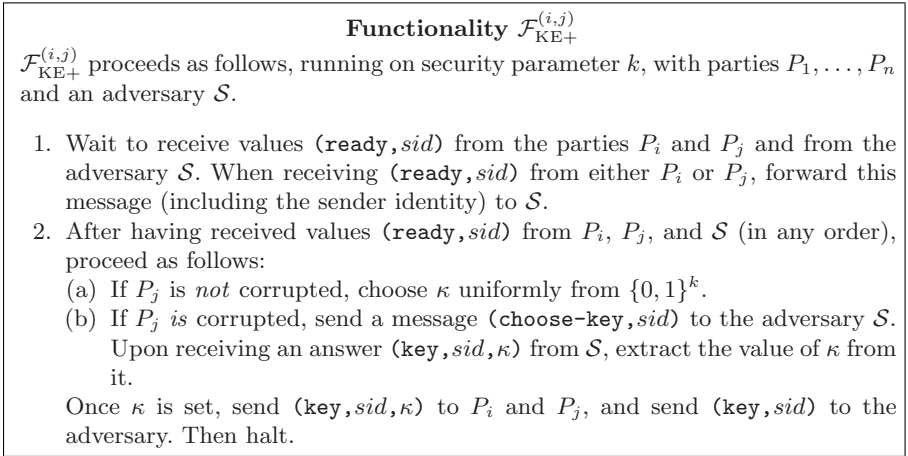 Functionality $\mathcal{F}_{\mathrm{KE}+}^{(i,j)}$
$\mathcal{F}_{\mathrm{KE}+}^{(i,j)}$ proceeds as follows, running on security parameter $k$, with parties $P_1, \ldots, P_n$
and an adversary $\mathcal{S}$.
1. Wait to receive values (ready,sid) from the parties $P_i$ and $P_j$ and from the
adversary $\mathcal{S}$. When receiving (ready,sid) from either $P_i$ or $P_j$, forward this
message (including the sender identity) to $\mathcal{S}$.
2. After having received values (ready,sid) from $P_i$, $P_j$, and $\mathcal{S}$ (in any order),
proceed as follows:
(a) If $P_j$ is not corrupted, choose $\kappa$ uniformly from $\{0, 1\}^k$.
(b) If $P_j$ is corrupted, send a message (choose-key,sid) to the adversary $\mathcal{S}$.
Upon receiving an answer (key,sid,$\kappa$) from $\mathcal{S}$, extract the value of $\kappa$ from
it.
Once $\kappa$ is set, send (key,sid,$\kappa$) to $P_i$ and $P_j$, and send (key,sid) to the
adversary. Then halt.